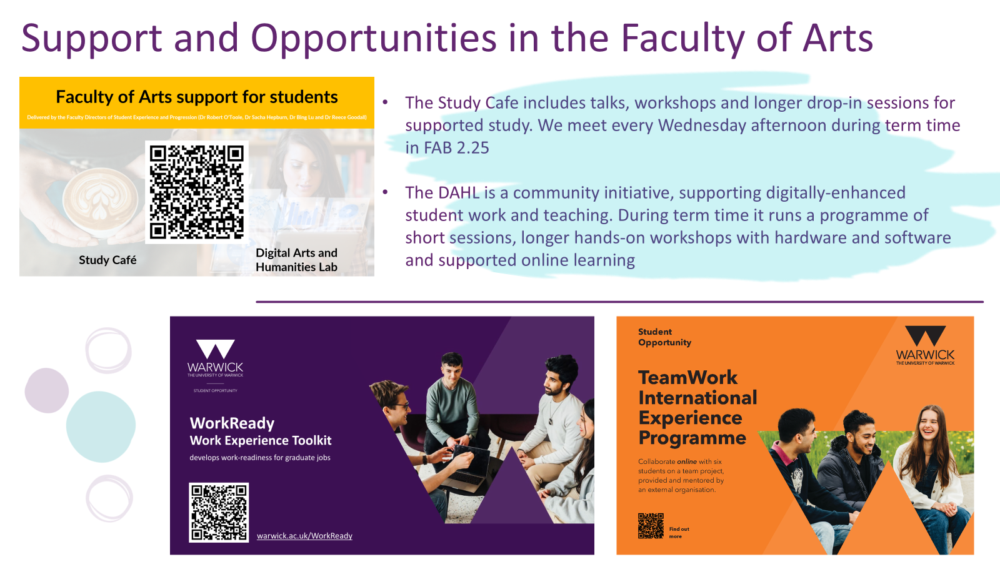 Support and Opportunities in the Faculty of Arts
Faculty of Arts support for students
Delivered by the Faculty Directors of Student Experience and Progression (Dr Robert O'Toole, Dr Sacha Hepburn, Dr Bing Lu and Dr Reece Goodall)
Study Café
Digital Arts and
Humanities Lab
• The Study Cafe includes talks, workshops and longer drop-in sessions for
supported study. We meet every Wednesday afternoon during term time
in FAB 2.25
• The DAHL is a community initiative, supporting digitally-enhanced
student work and teaching. During term time it runs a programme of
short sessions, longer hands-on workshops with hardware and software
and supported online learning
WARWICK
THE UNIVERSITY OF WARWICK
STUDENT OPPORTUNITY
WorkReady
Work Experience Toolkit
develops work-readiness for graduate jobs
warwick.ac.uk/WorkReady
Student
Opportunity
WARWICK
THE UNIVERSITY OF WARWICK
TeamWork
International
Experience
Programme
Collaborate online with six
students on a team project,
provided and mentored by
an external organisation.
Find out
more